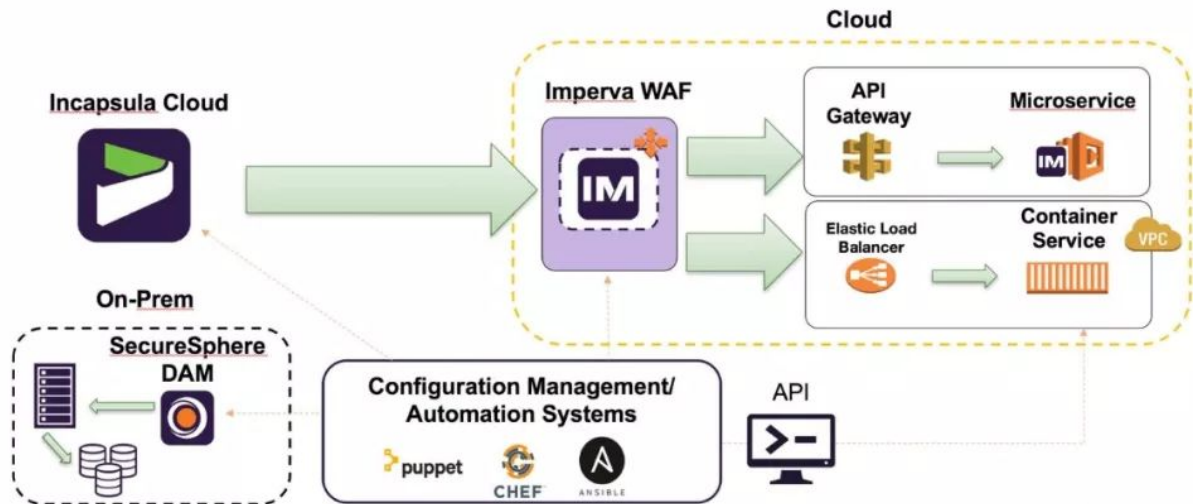 Cloud
Incapsula Cloud
Imperva WAF
IM
API
Gateway
Microservice
IM
Elastic Load
Balancer
Container
Service
VPC
On-Prem
SecureSphere
DAM
Configuration Management/
Automation Systems
puppet
CHEF
ANSIBLE
API